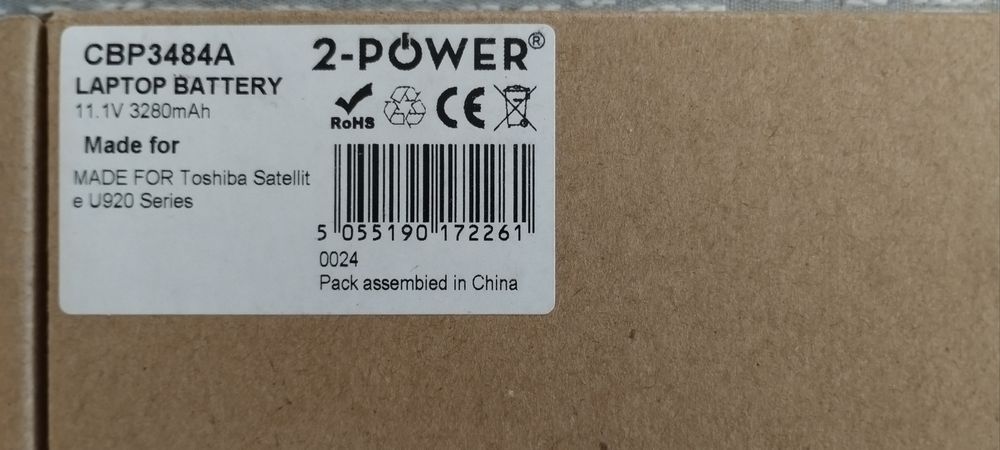 CBP3484A
LAPTOP BATTERY
11.1V 3280mAh
Made for
MADE FOR Toshiba Satellit
e U920 Series
2-POWER®
RoHS
CE
5 055190 172261
0024
Pack assembied in China